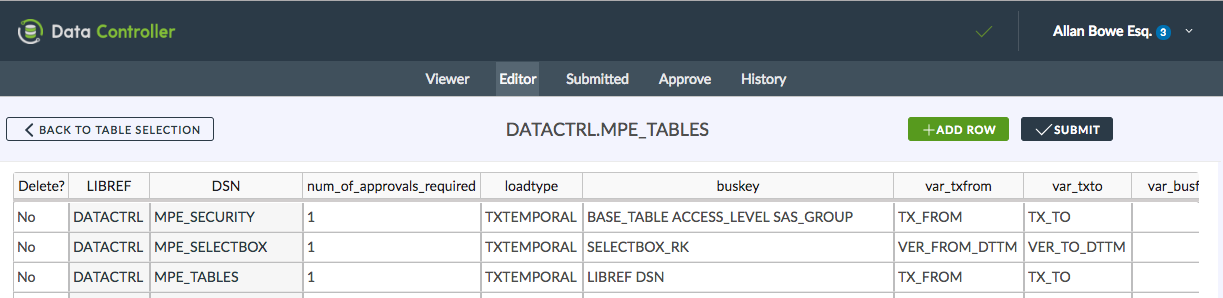 Data Controller
Allan Bowe Esq. 3
Viewer Editor Submitted Approve History
BACK TO TABLE SELECTION DATACTRL.MPE_TABLES +ADD ROW SUBMIT
Delete? LIBREF DSN num_of_approvals_required loadtype buskey var_txfrom var_txto var_busf
No DATACTRL MPE_SECURITY 1 TXTEMPORAL BASE_TABLE ACCESS_LEVEL SAS_GROUP TX_FROM TX_TO
No DATACTRL MPE_SELECTBOX 1 TXTEMPORAL SELECTBOX_RK VER_FROM_DTTM VER_TO_DTTM
No DATACTRL MPE_TABLES 1 TXTEMPORAL LIBREF DSN TX_FROM TX_TO